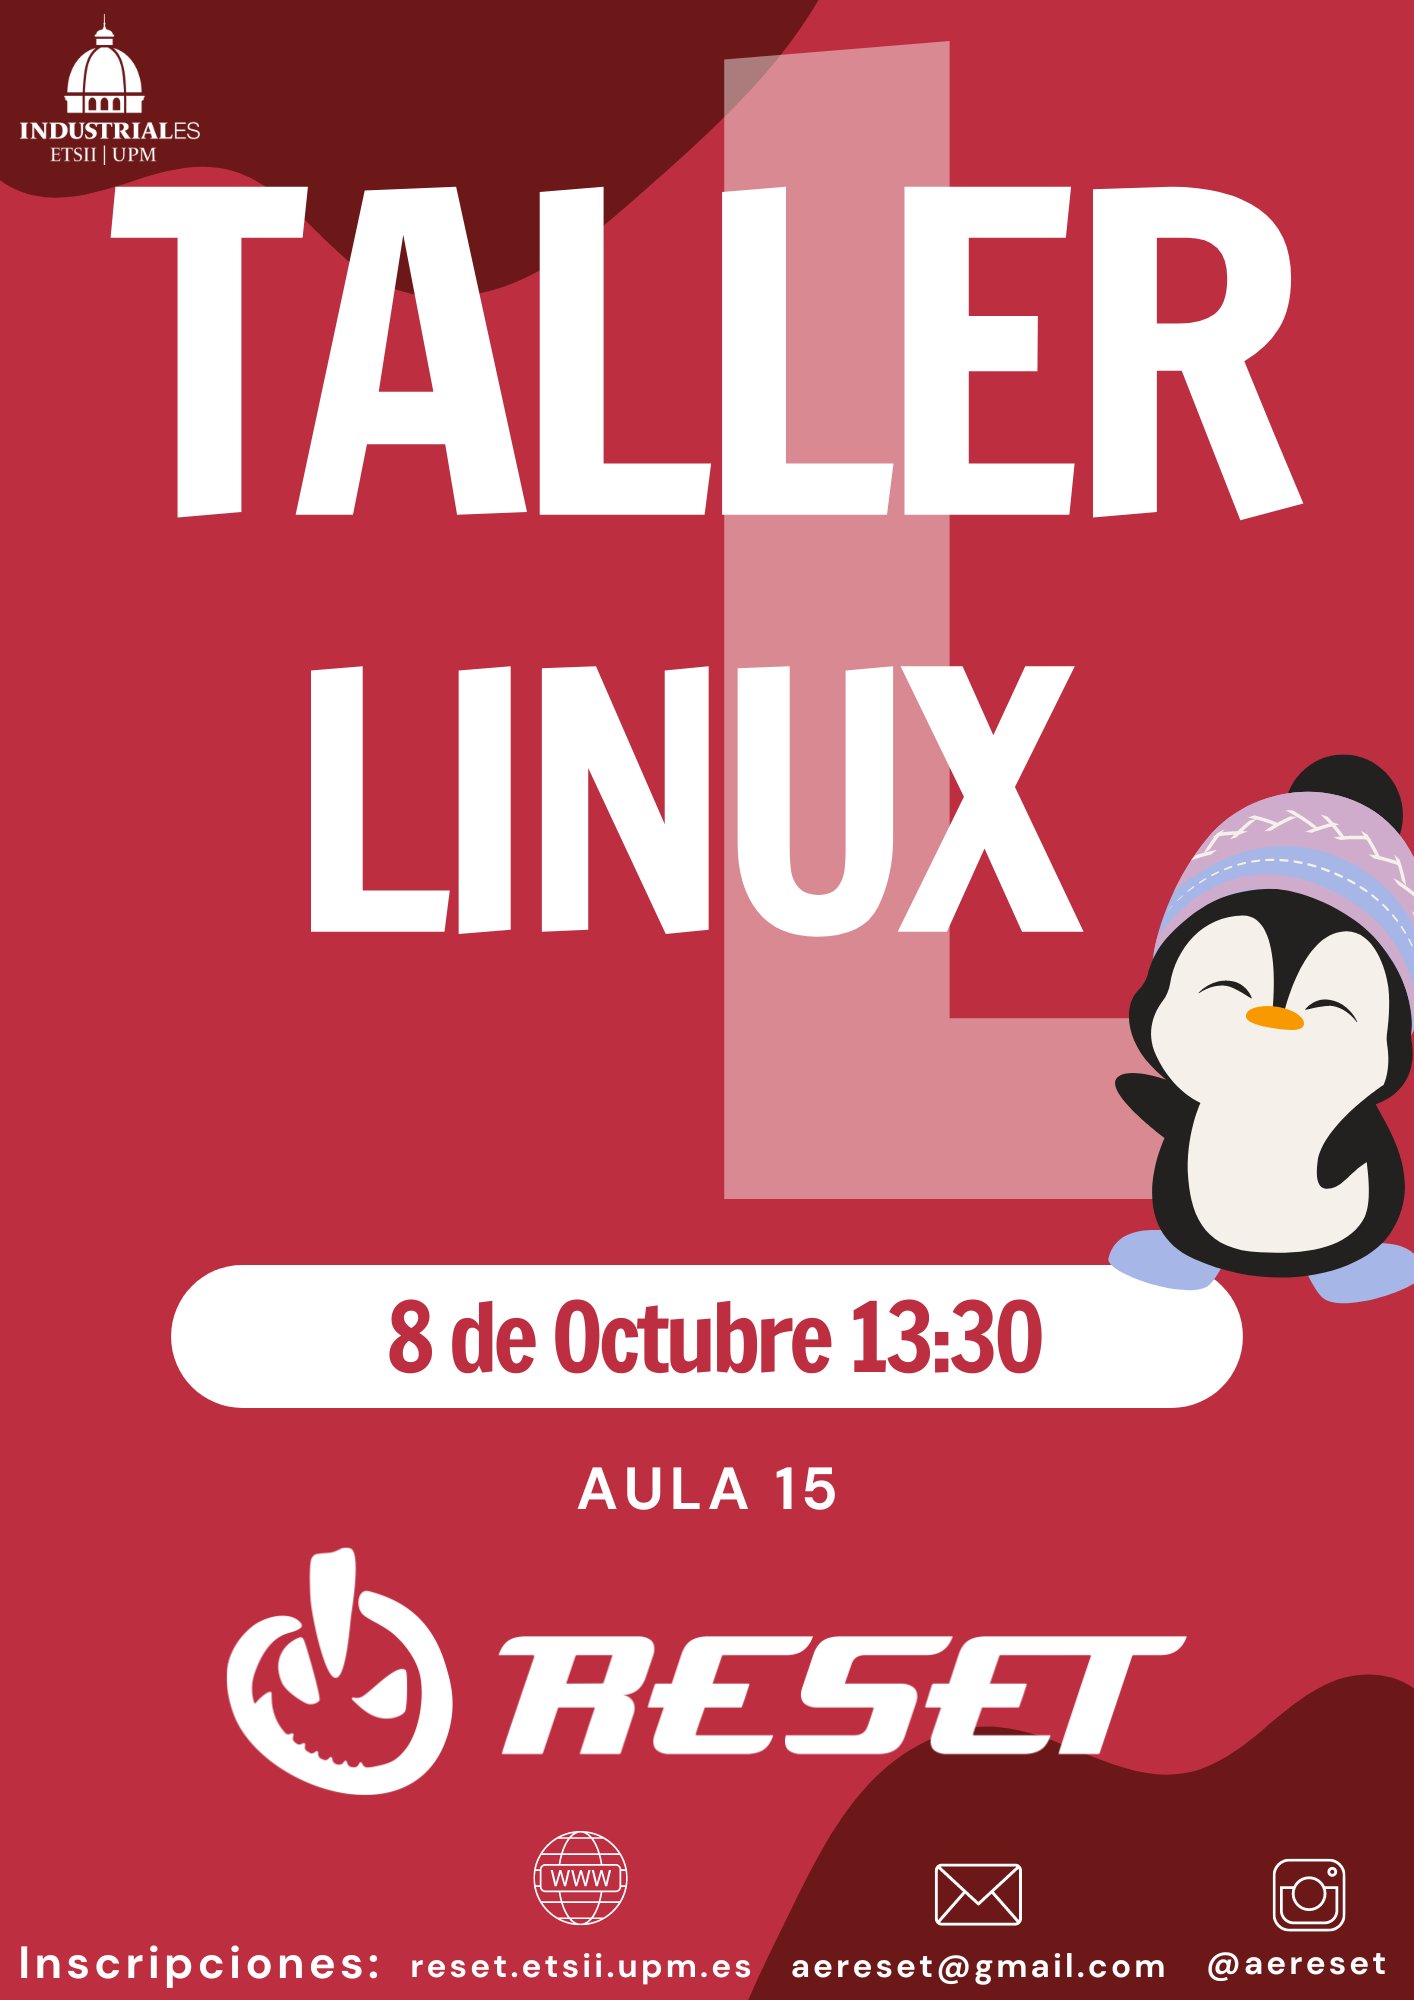 INDUSTRIALES
ETSII | UPM
TALLER
LINUX
L
8 de Octubre 13:30
AULA 15
RESET
WWW
Inscripciones: reset.etsii.upm.es aereset@gmail.com @aereset